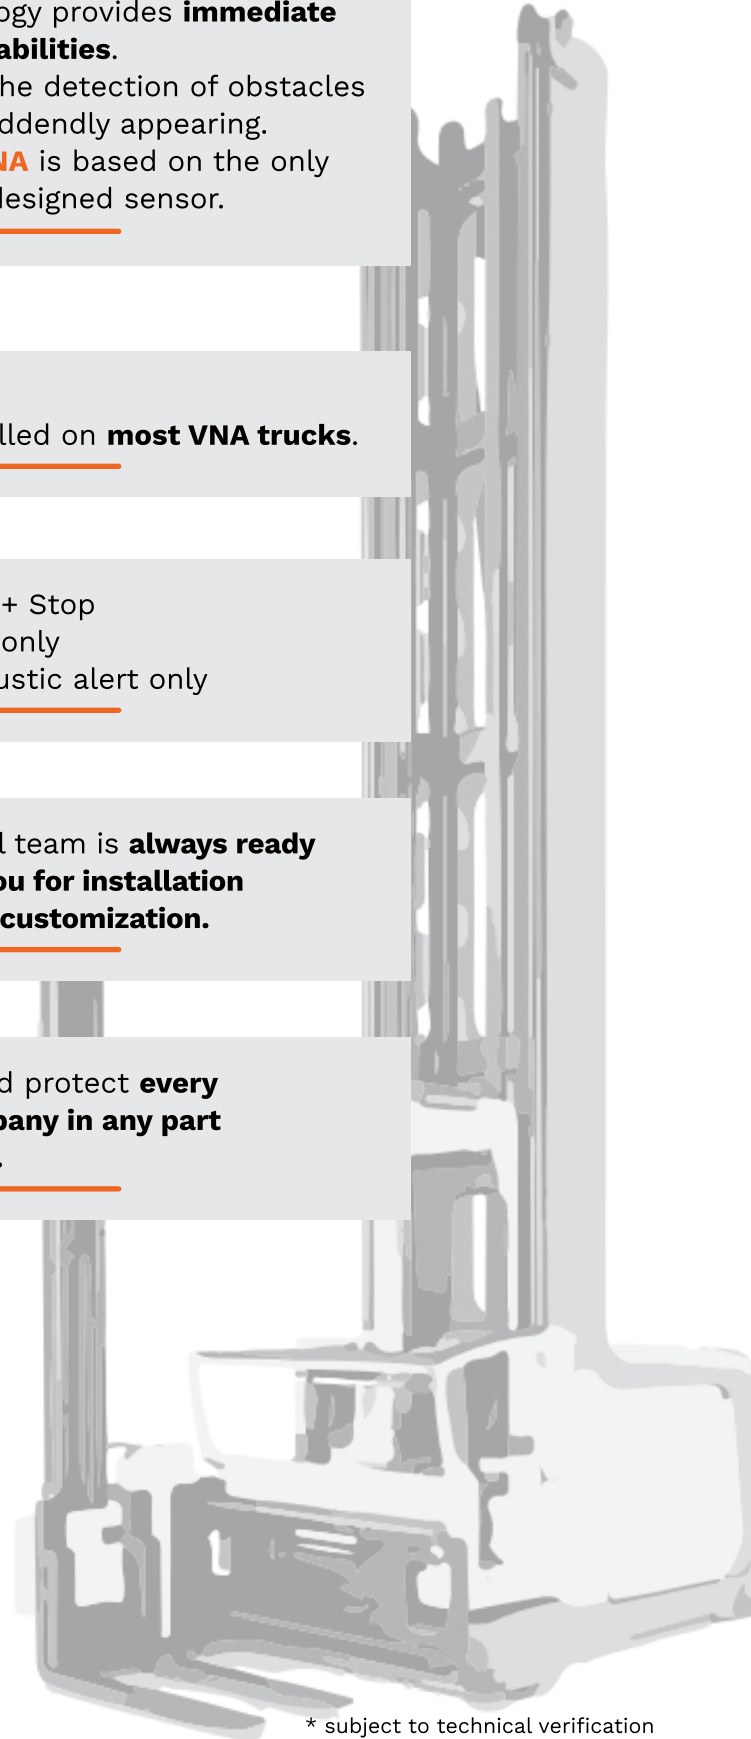 ogy provides immediate
abilities.
he detection of obstacles
ddendly appearing.
NA is based on the only
designed sensor.
lled on most VNA trucks.
+ Stop
only
ustic alert only
l team is always ready
ou for installation
customization.
d protect every
pany in any part
.
* subject to technical verification